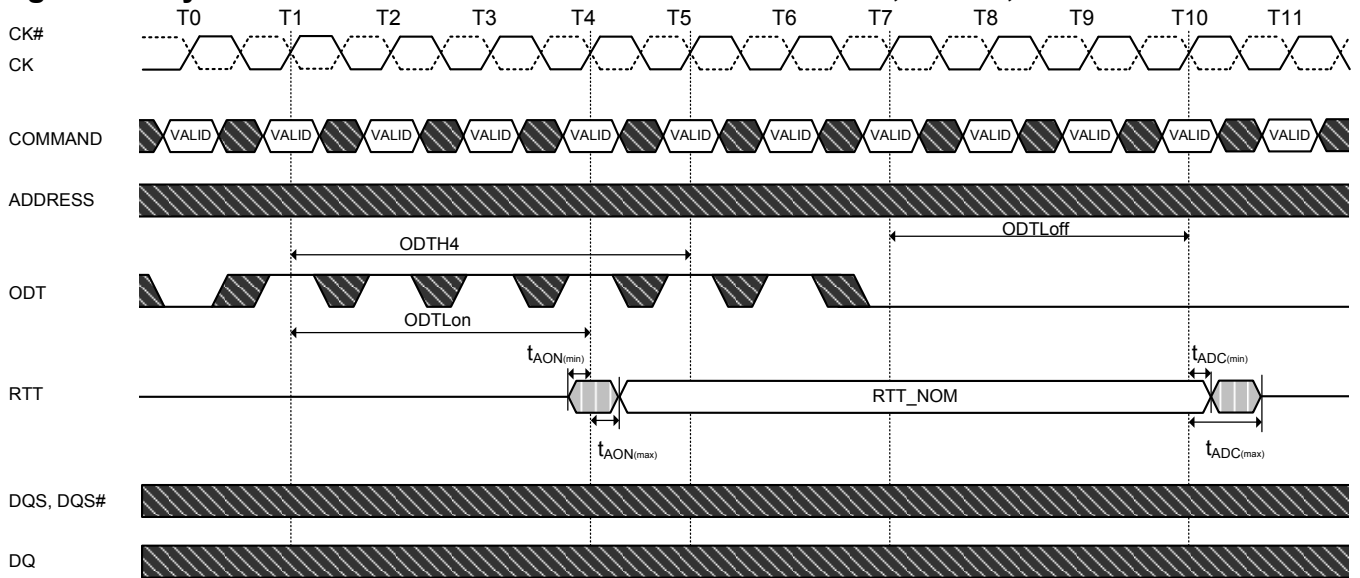 T0 T1 T2 T3 T4 T5 T6 T7 T8 T9 T10 T11
CK#
CK
COMMAND VALID VALID VALID VALID VALID VALID VALID VALID VALID VALID VALID VALID
ADDRESS
ODTLoff
ODTH4
ODT
ODTLon
tAON(min) tADC(min)
RTT RTT_NOM
tAON(max) tADC(max)
DQS, DQS#
DQ